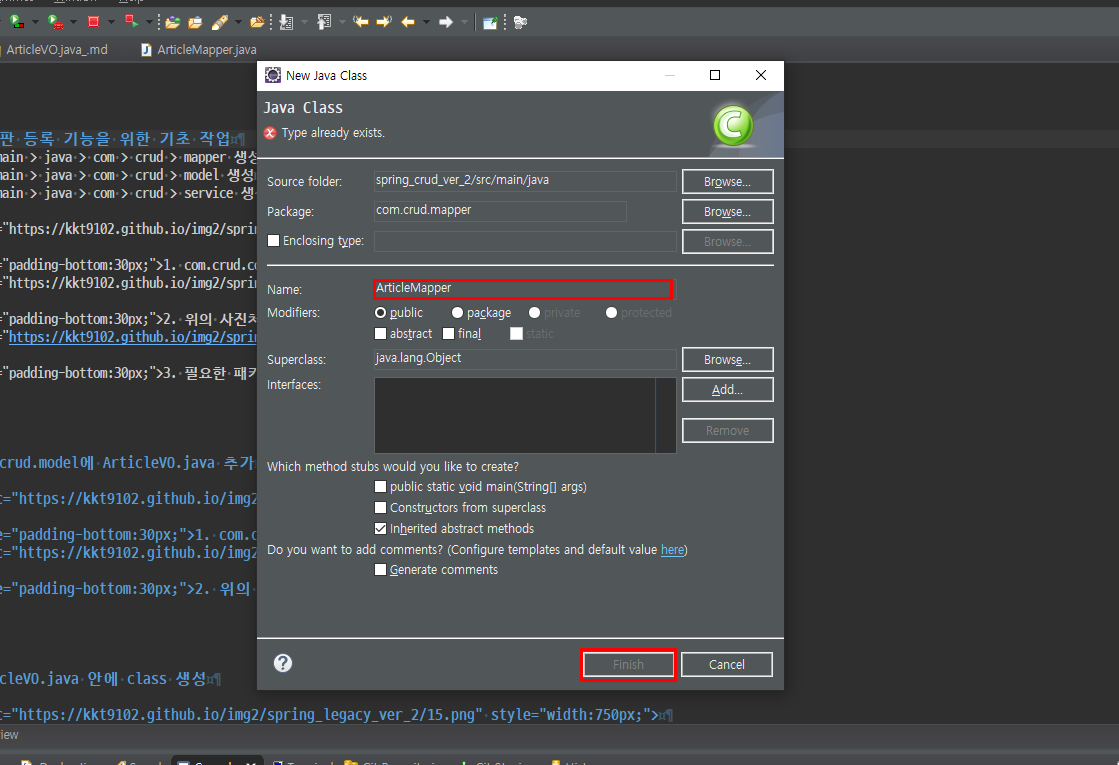 ArticleVO.java_.md
ArticleMapper.java
New Java Class
Java Class
Type already exists.
Source folder: spring_crud_ver_2/src/main/java Browse...
Package: com.crud.mapper Browse...
Enclosing type: Browse...
Name: ArticleMapper
Modifiers: public package private protected
abstract final static
Superclass: java.lang.Object Browse...
Interfaces: Add...
Remove
Which method stubs would you like to create?
public static void main(String[] args)
Constructors from superclass
Inherited abstract methods
Do you want to add comments? (Configure templates and default value here)
Generate comments
Finish Cancel
판 등록 기능을 위한 기초 작업
ain > java > com > crud > mapper 생성
ain > java > com > crud > model 생성
ain > java > com > crud > service 생
="https://kkt9102.github.io/img2/spri
="padding-bottom:30px;">1. com.crud.co
="https://kkt9102.github.io/img2/spri
="padding-bottom:30px;">2. 위의 사진처
="https://kkt9102.github.io/img2/spri
="padding-bottom:30px;">3. 필요한 패키
crud.model에 ArticleVO.java 추가
c="https://kkt9102.github.io/img2
e="padding-bottom:30px;">1. com.c
c="https://kkt9102.github.io/img2
e="padding-bottom:30px;">2. 위의
cleVO.java 안에 class 생성
c="https://kkt9102.github.io/img2/spring_legacy_ver_2/15.png" style="width:750px;">
iew